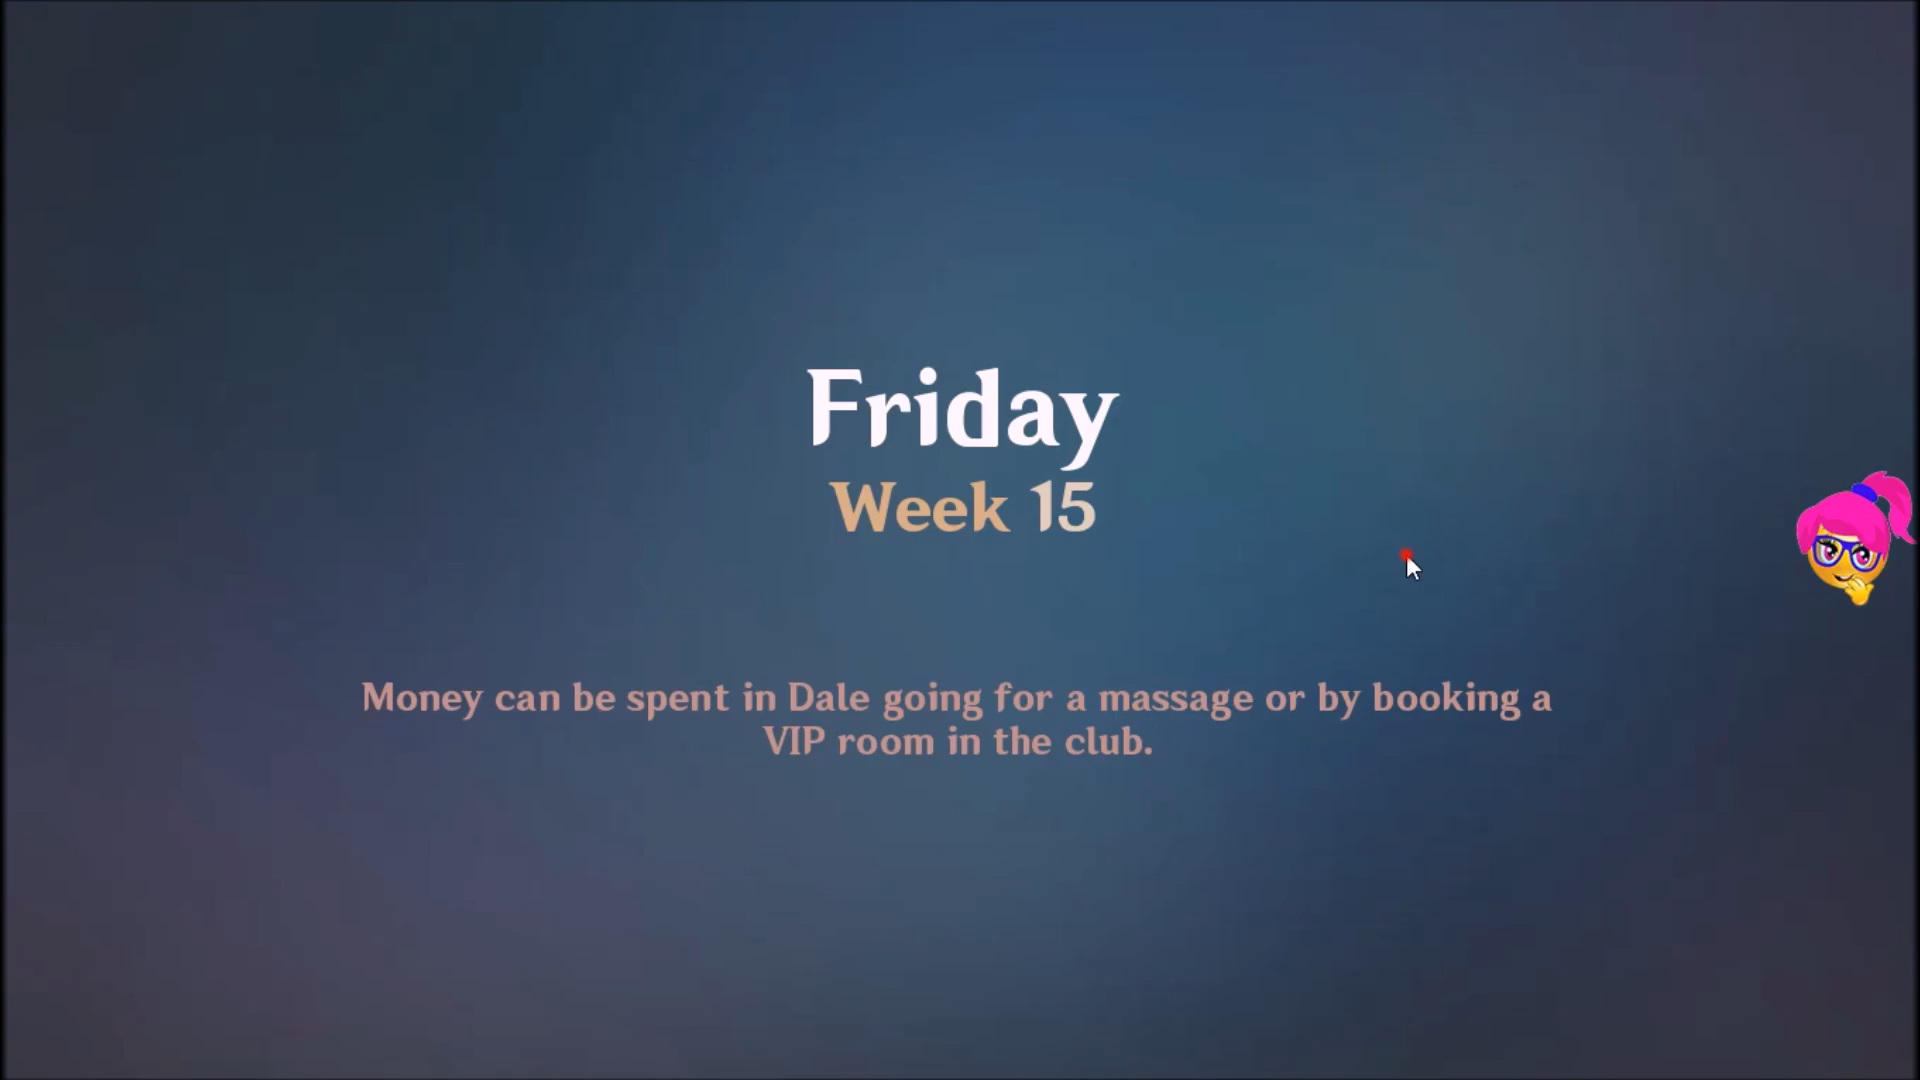 Friday
Week 15
Money can be spent in Dale going for a massage or by booking a
VIP room in the club.